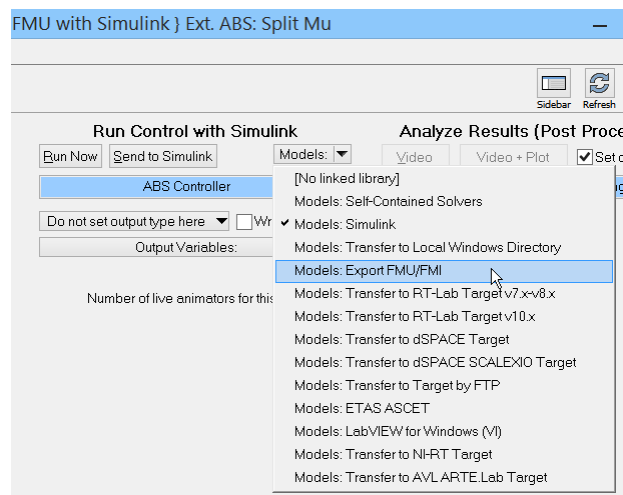 FMU with Simulink } Ext. ABS: Split Mu
Sidebar Refresh
Run Control with Simulink
Analyze Results (Post Proce
Run Now Send to Simulink Models: Video Video + Plot Set
ABS Controller
Do not set output type here Wr
Output Variables:
Number of live animators for this
[No linked library]
Models: Self-Contained Solvers
Models: Simulink
Models: Transfer to Local Windows Directory
Models: Export FMU/FMI
Models: Transfer to RT-Lab Target v7.x-v8.x
Models: Transfer to RT-Lab Target v10.x
Models: Transfer to dSPACE Target
Models: Transfer to dSPACE SCALEXIO Target
Models: Transfer to Target by FTP
Models: ETAS ASCET
Models: LabVIEW for Windows (VI)
Models: Transfer to NI-RT Target
Models: Transfer to AVL ARTE.Lab Target